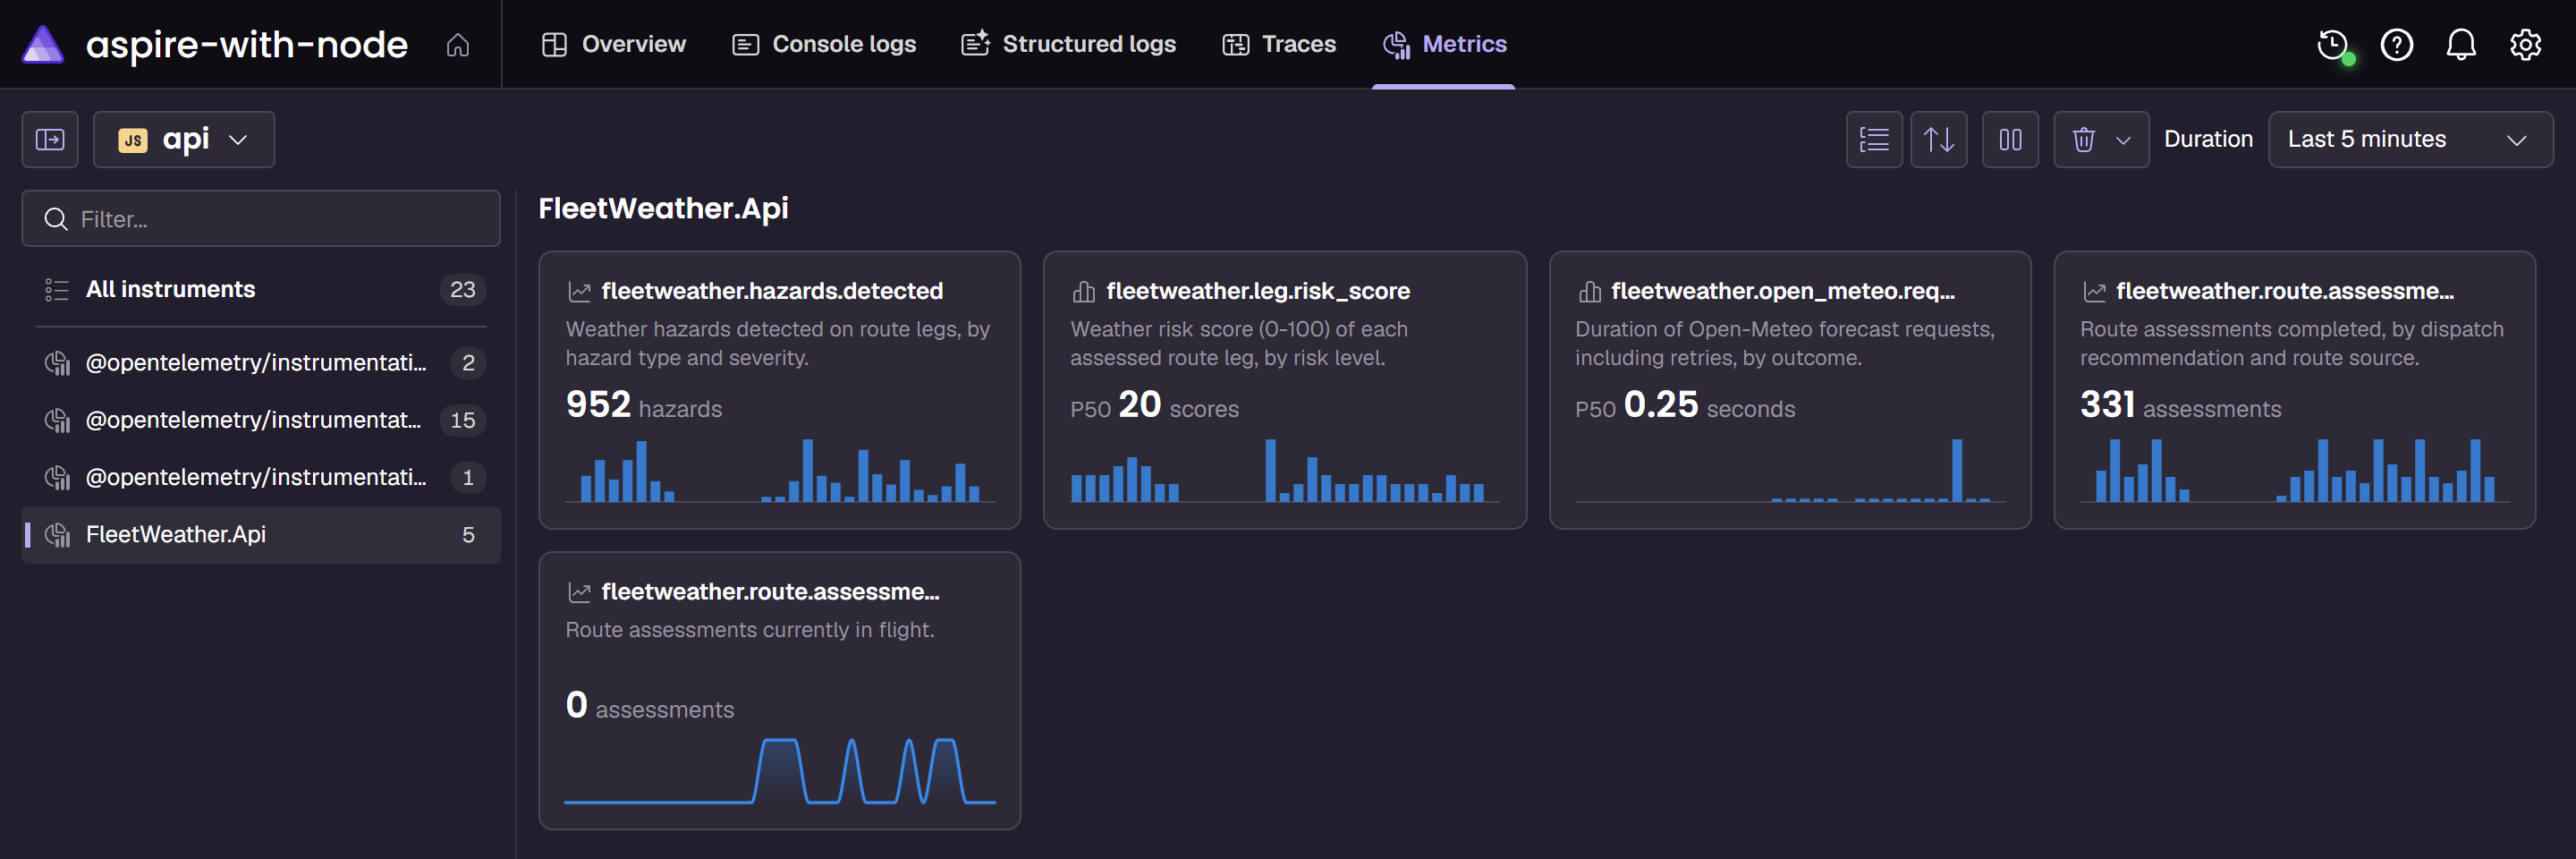 aspire-with-node
Overview
Console logs
Structured logs
Traces
Metrics
JS api
Duration
Last 5 minutes
Filter...
All instruments 23
@opentelemetry/instrumentati... 2
@opentelemetry/instrumentat... 15
@opentelemetry/instrumentati... 1
FleetWeather.Api 5
FleetWeather.Api
fleetweather.hazards.detected
Weather hazards detected on route legs, by
hazard type and severity.
952 hazards
fleetweather.leg.risk_score
Weather risk score (0-100) of each
assessed route leg, by risk level.
P50 20 scores
fleetweather.open_meteo.req...
Duration of Open-Meteo forecast requests,
including retries, by outcome.
P50 0.25 seconds
fleetweather.route.assessme...
Route assessments completed, by dispatch
recommendation and route source.
331 assessments
fleetweather.route.assessme...
Route assessments currently in flight.
0 assessments